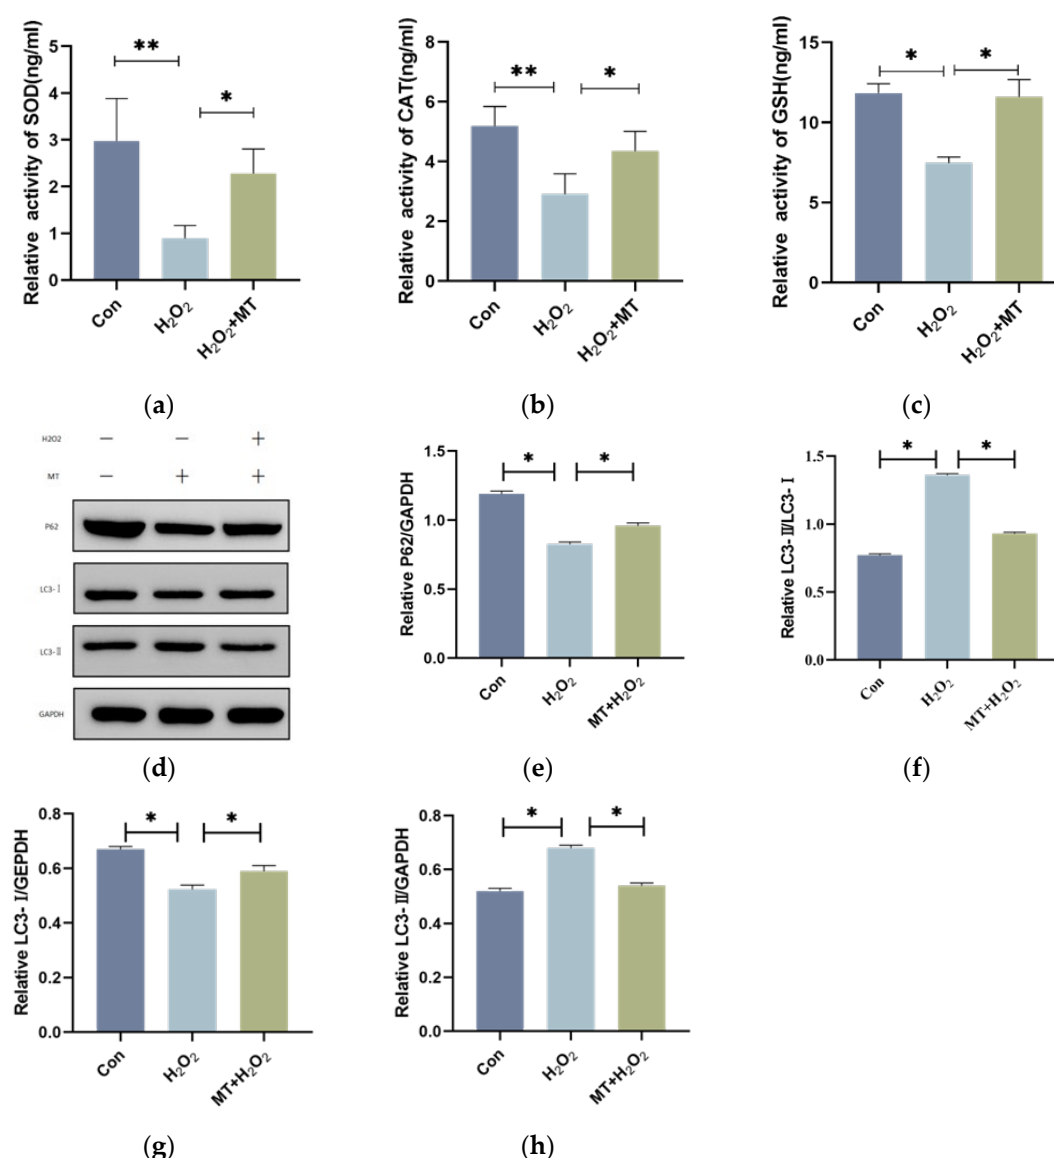 Relative activity of SOD(ng/ml)
5
4
3
2
1
0
**
*
Con
H₂O₂
H₂O₂+MT
(a)
Relative activity of CAT(ng/ml)
8
6
4
2
0
**
*
Con
H₂O₂
H₂O₂+MT
(b)
Relative activity of GSH(ng/ml)
15
10
5
0
*
*
Con
H₂O₂
H₂O₂+MT
(c)
H2O2 — — +
MT — + +
P62
LC3-Ⅰ
LC3-Ⅱ
GAPDH
(d)
Relative P62/GAPDH
1.5
1.0
0.5
0.0
*
*
Con
H₂O₂
MT+H₂O₂
(e)
Relative LC3-Ⅱ/LC3-Ⅰ
1.5
1.0
0.5
0.0
*
*
Con
H₂O₂
MT+H₂O₂
(f)
Relative LC3-Ⅰ/GEPDH
0.8
0.6
0.4
0.2
0.0
*
*
Con
H₂O₂
MT+H₂O₂
(g)
Relative LC3-Ⅱ/GAPDH
0.8
0.6
0.4
0.2
0.0
*
*
Con
H₂O₂
MT+H₂O₂
(h)